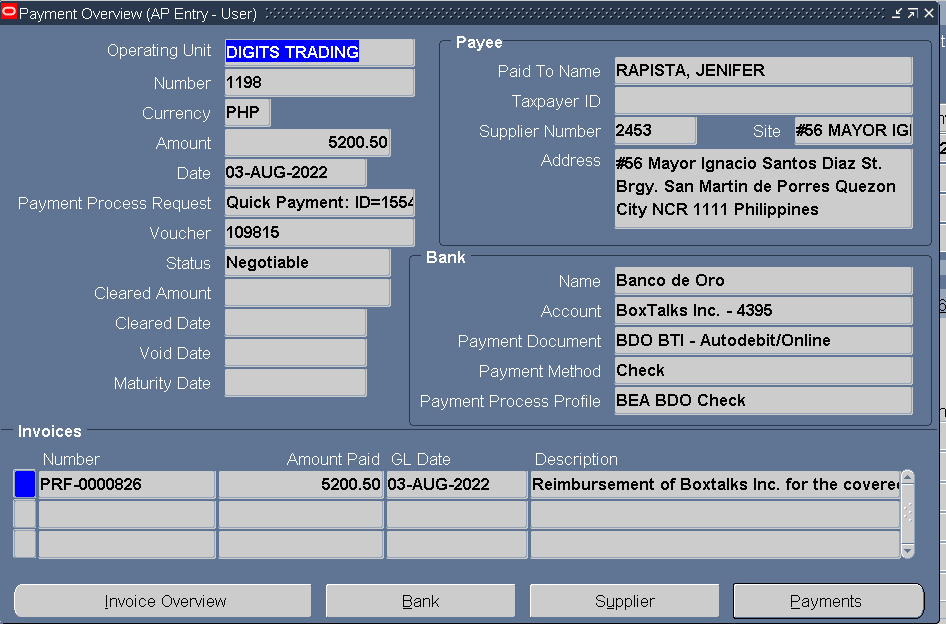 Payment Overview (AP Entry - User)
Operating Unit DIGITS TRADING
Number 1198
Currency PHP
Amount 5200.50
Date 03-AUG-2022
Payment Process Request Quick Payment: ID=1554
Voucher 109815
Status Negotiable
Cleared Amount
Cleared Date
Void Date
Maturity Date
Payee
Paid To Name RAPISTA, JENIFER
Taxpayer ID
Supplier Number 2453 Site #56 MAYOR IGI
Address #56 Mayor Ignacio Santos Diaz St.
Brgy. San Martin de Porres Quezon
City NCR 1111 Philippines
Bank
Name Banco de Oro
Account BoxTalks Inc. - 4395
Payment Document BDO BTI - Autodebit/Online
Payment Method Check
Payment Process Profile BEA BDO Check
Invoices
Number Amount Paid GL Date Description
PRF-0000826 5200.50 03-AUG-2022 Reimbursement of Boxtalks Inc. for the covered
Invoice Overview Bank Supplier Payments